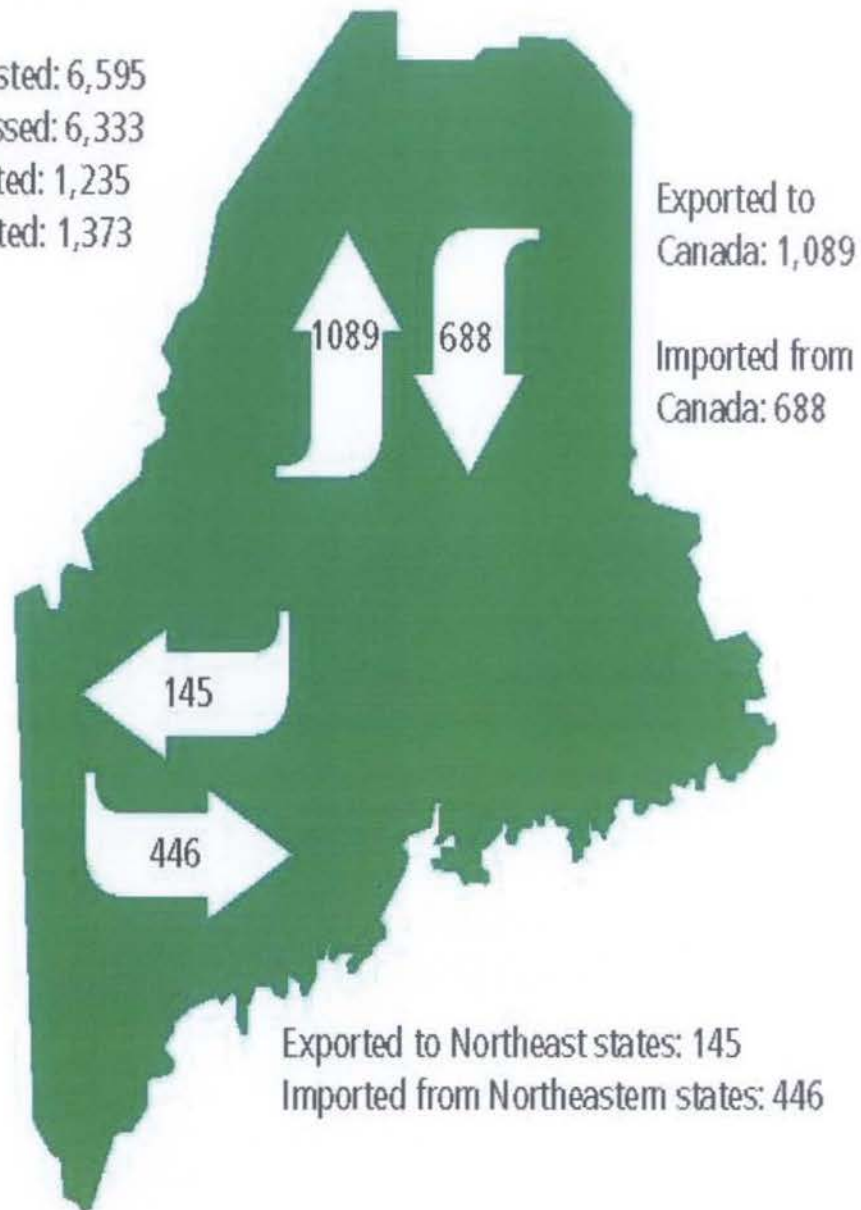 sted: 6,595
ssed: 6,333
ted: 1,235
ted: 1,373
Exported to
Canada: 1,089
1089
688
Imported from
Canada: 688
145
446
Exported to Northeast states: 145
Imported from Northeastern states: 446